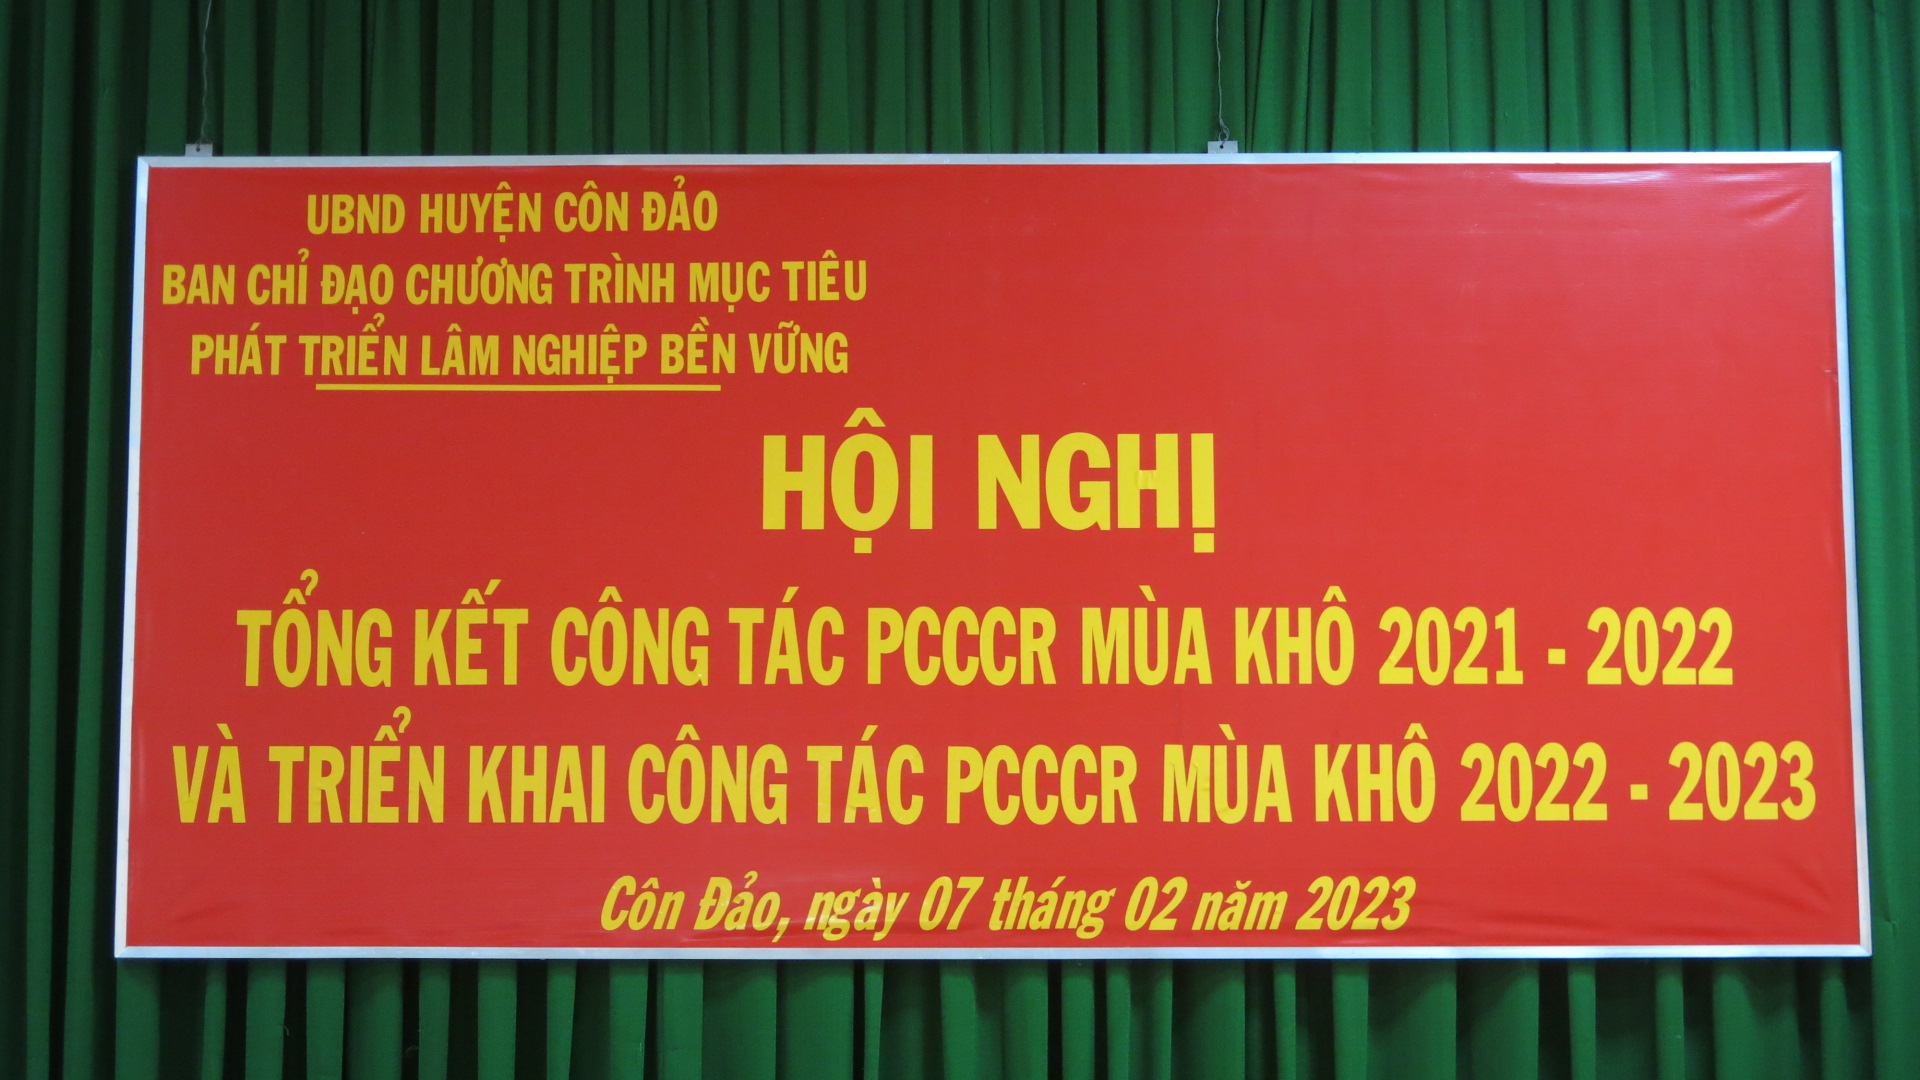 UBND HUYỆN CÔN ĐẢO
BAN CHỈ ĐẠO CHƯƠNG TRÌNH MỤC TIÊU
PHÁT TRIỂN LÂM NGHIỆP BỀN VỮNG
HỘI NGHỊ
TỔNG KẾT CÔNG TÁC PCCCR MÙA KHÔ 2021 - 2022
VÀ TRIỂN KHAI CÔNG TÁC PCCCR MÙA KHÔ 2022 - 2023
Côn Đảo, ngày 07 tháng 02 năm 2023